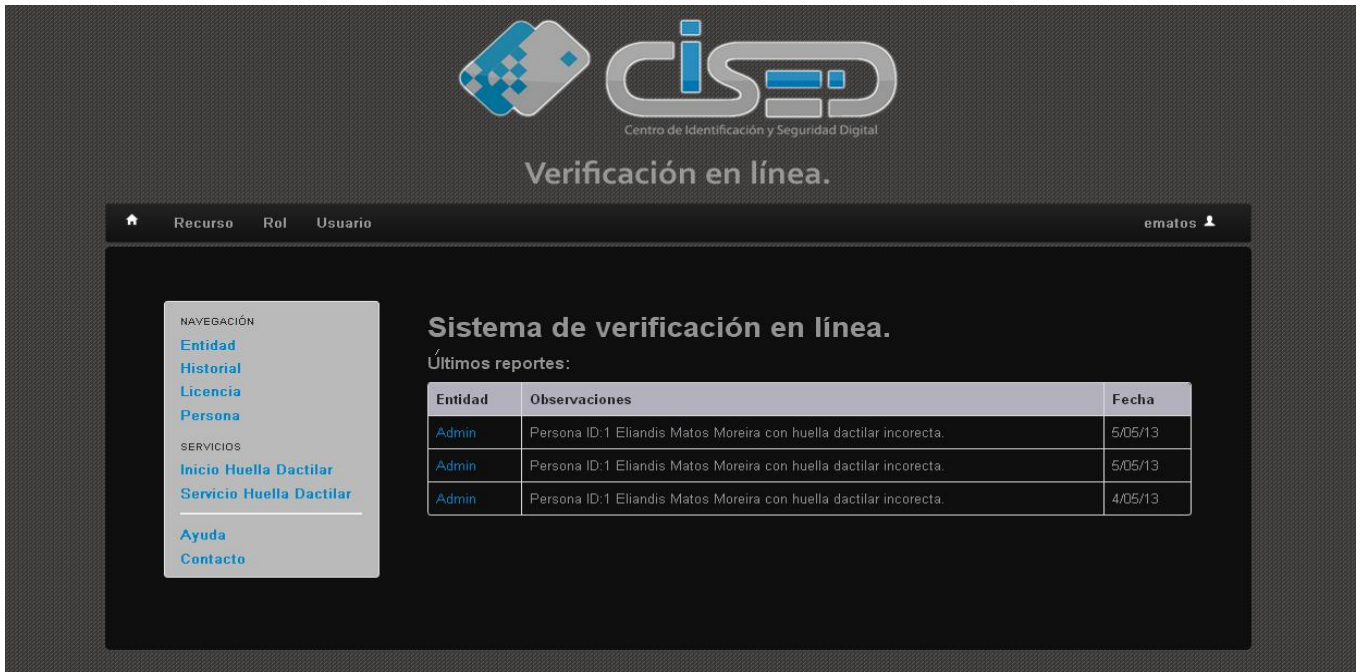 CISED
Centro de Identificación y Seguridad Digital
Verificación en línea.
Recurso Rol Usuario ematos
NAVEGACIÓN
Entidad
Historial
Licencia
Persona
SERVICIOS
Inicio Huella Dactilar
Servicio Huella Dactilar
Ayuda
Contacto
Sistema de verificación en línea.
Últimos reportes:
Entidad Observaciones Fecha
Admin Persona ID:1 Eliandis Matos Moreira con huella dactilar incorecta. 5/05/13
Admin Persona ID:1 Eliandis Matos Moreira con huella dactilar incorecta. 5/05/13
Admin Persona ID:1 Eliandis Matos Moreira con huella dactilar incorecta. 4/05/13